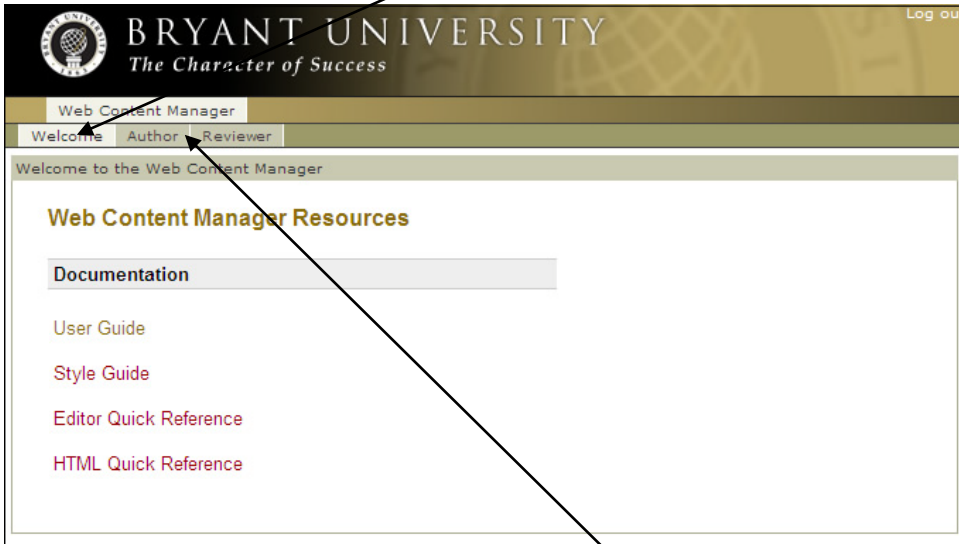 Log ou
BRYANT UNIVERSITY
The Character of Success
Web Content Manager
Welcome Author Reviewer
Welcome to the Web Content Manager
Web Content Manager Resources
Documentation
User Guide
Style Guide
Editor Quick Reference
HTML Quick Reference